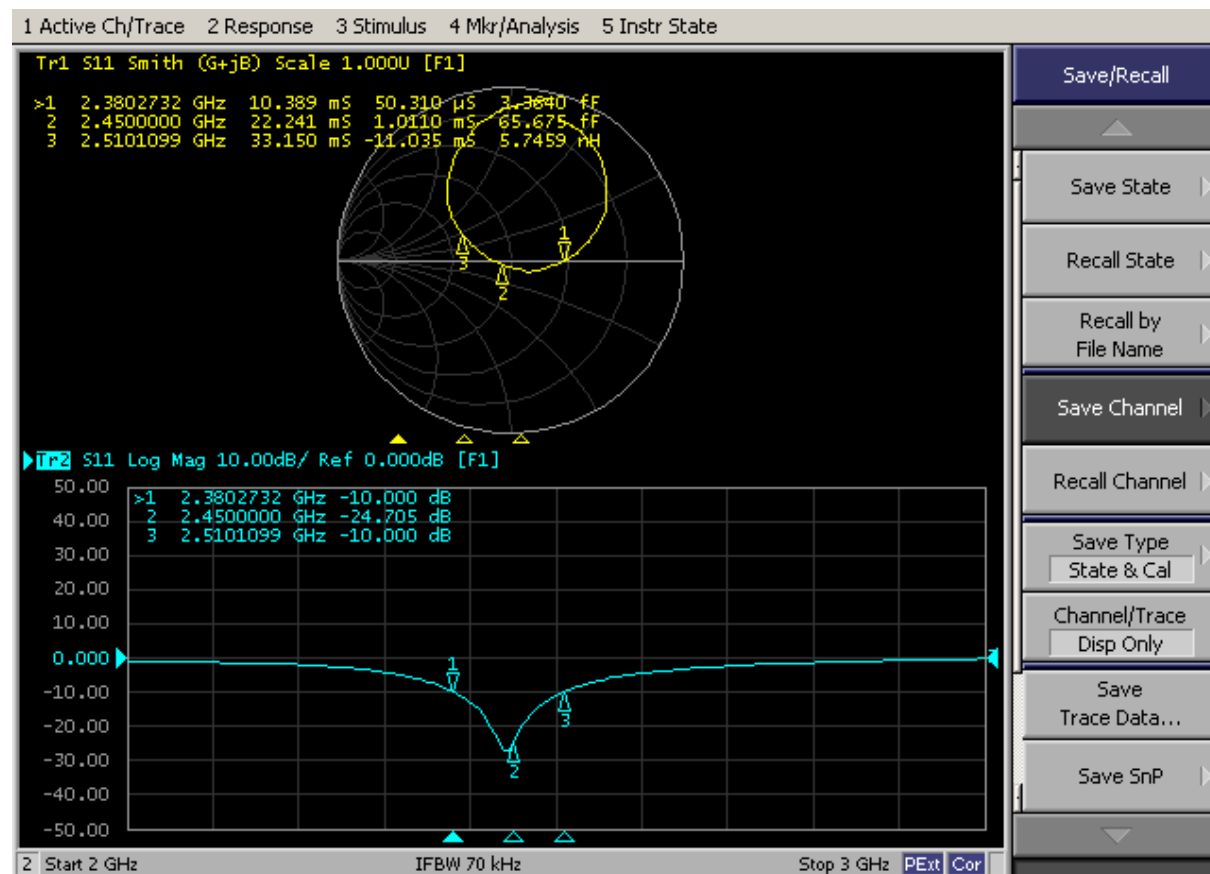 1 Active Ch/Trace 2 Response 3 Stimulus 4 Mkr/Analysis 5 Instr State
Tr1 S11 Smith (G+jB) Scale 1.000U [F1]
>1 2.3802732 GHz 10.389 mS 50.310 µS 3.3640 fF
2 2.4500000 GHz 22.241 mS 1.0110 mS 65.675 fF
3 2.5101099 GHz 33.150 mS -11.035 mS 5.7459 nH
1
3
2
Tr2 S11 Log Mag 10.00dB/ Ref 0.000dB [F1]
50.00
>1 2.3802732 GHz -10.000 dB
2 2.4500000 GHz -24.705 dB
40.00
3 2.5101099 GHz -10.000 dB
30.00
20.00
10.00
0.000
1
-10.00
3
-20.00
2
-30.00
-40.00
-50.00
2 Start 2 GHz IFBW 70 kHz Stop 3 GHz PExt Cor
Save/Recall
Save State
Recall State
Recall by
File Name
Save Channel
Recall Channel
Save Type
State & Cal
Channel/Trace
Disp Only
Save
Trace Data...
Save SnP